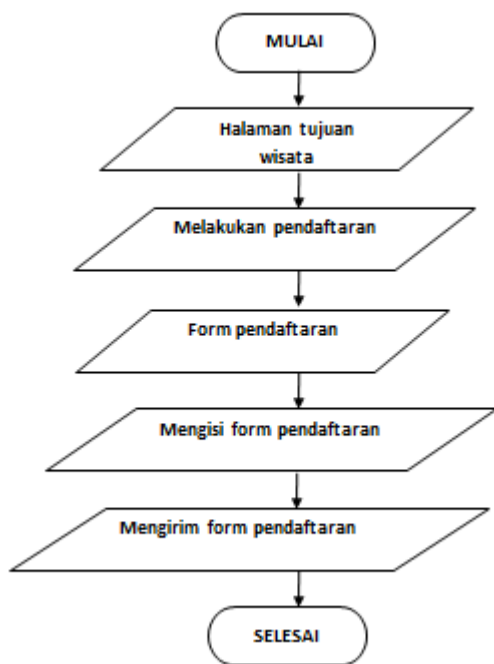 MULAI
Halaman tujuan
wisata
Melakukan pendaftaran
Form pendaftaran
Mengisi form pendaftaran
Mengirim form pendaftaran
SELESAI